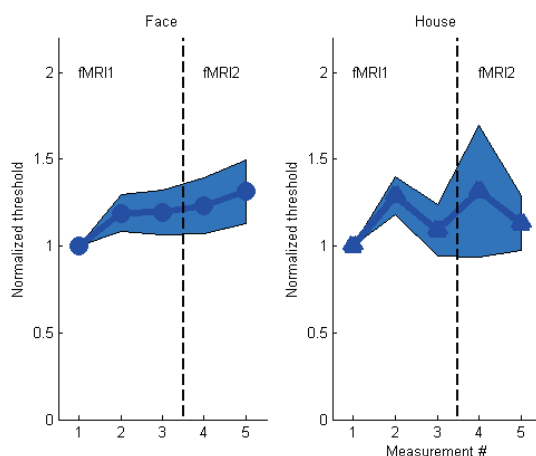 Face
House
fMRI1
fMRI2
fMRI1
fMRI2
Normalized threshold
Normalized threshold
2
1.5
1
0.5
0
2
1.5
1
0.5
0
1 2 3 4 5
1 2 3 4 5
Measurement #